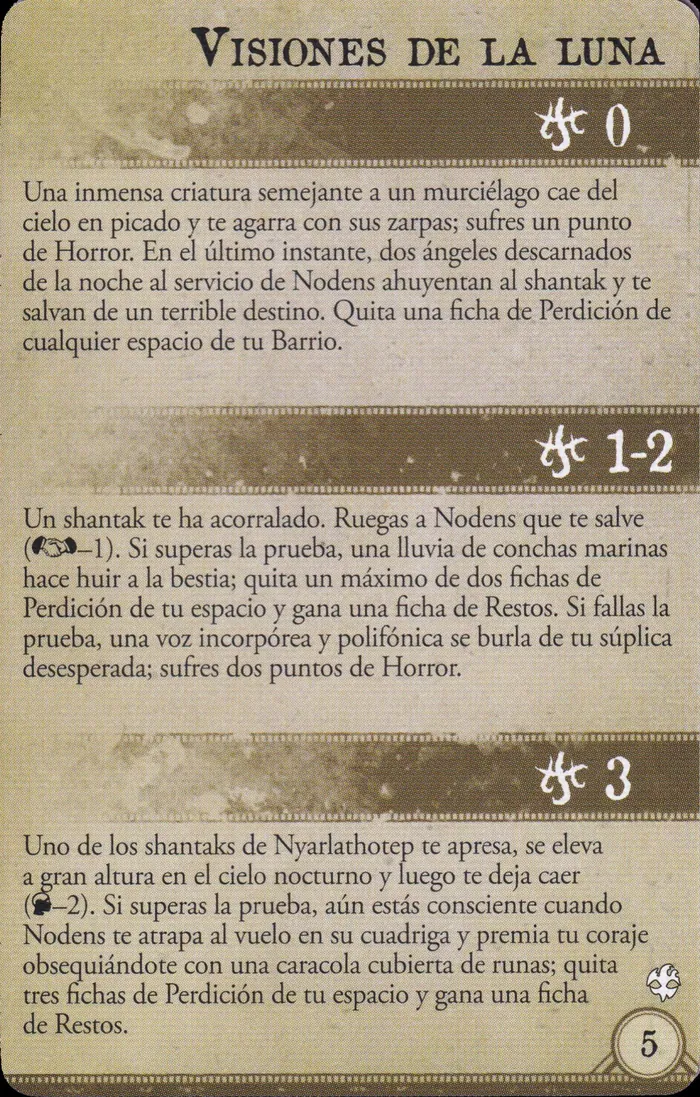 Visiones de la luna
0
Una inmensa criatura semejante a un murciélago cae del
cielo en picado y te agarra con sus zarpas; sufres un punto
de Horror. En el último instante, dos ángeles descarnados
de la noche al servicio de Nodens ahuyentan al shantak y te
salvan de un terrible destino. Quita una ficha de Perdición de
cualquier espacio de tu Barrio.
1-2
Un shantak te ha acorralado. Ruegas a Nodens que te salve
(–1). Si superas la prueba, una lluvia de conchas marinas
hace huir a la bestia; quita un máximo de dos fichas de
Perdición de tu espacio y gana una ficha de Restos. Si fallas la
prueba, una voz incorpórea y polifónica se burla de tu súplica
desesperada; sufres dos puntos de Horror.
3
Uno de los shantaks de Nyarlathotep te apresa, se eleva
a gran altura en el cielo nocturno y luego te deja caer
(–2). Si superas la prueba, aún estás consciente cuando
Nodens te atrapa al vuelo en su cuadriga y premia tu coraje
obsequiándote con una caracola cubierta de runas; quita
tres fichas de Perdición de tu espacio y gana una ficha
de Restos.
5